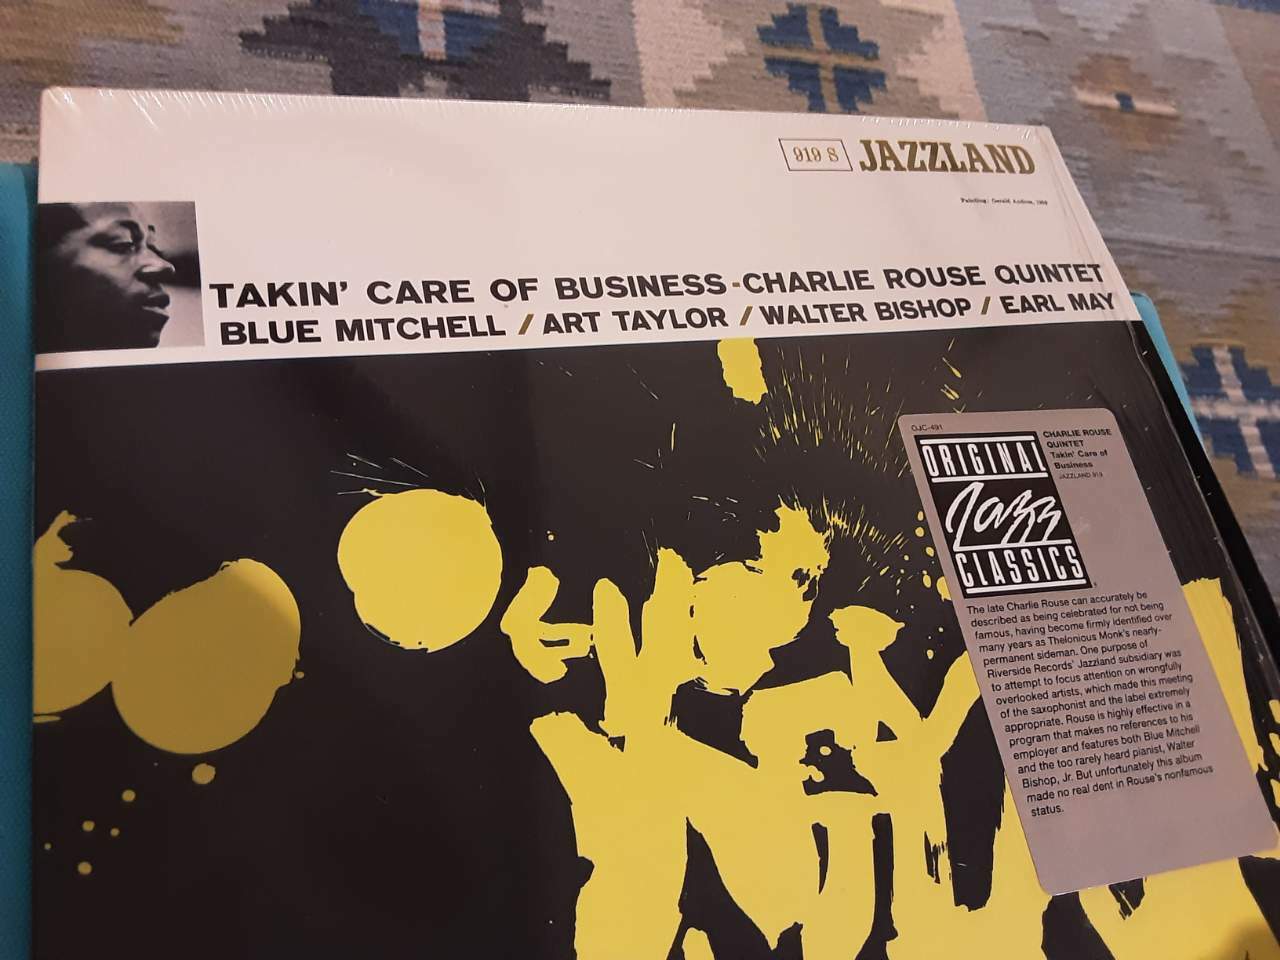 919 S JAZZLAND
Painting: Gerald Andrus, 1959
TAKIN' CARE OF BUSINESS-CHARLIE ROUSE QUINTET
BLUE MITCHELL / ART TAYLOR / WALTER BISHOP / EARL MAY
OJC-491
ORIGINAL
Jazz
CLASSICS
CHARLIE ROUSE
QUINTET
Takin' Care of
Business
JAZZLAND 919
The late Charlie Rouse can accurately be
described as being celebrated for not being
famous, having become firmly identified over
many years as Thelonious Monk's nearly-
permanent sideman. One purpose of
Riverside Records' Jazzland subsidiary was
to attempt to focus attention on wrongfully
overlooked artists, which made this meeting
of the saxophonist and the label extremely
appropriate. Rouse is highly effective in a
program that makes no references to his
employer and features both Blue Mitchell
and the too rarely heard pianist, Walter
Bishop, Jr. But unfortunately this album
made no real dent in Rouse's nonfamous
status.